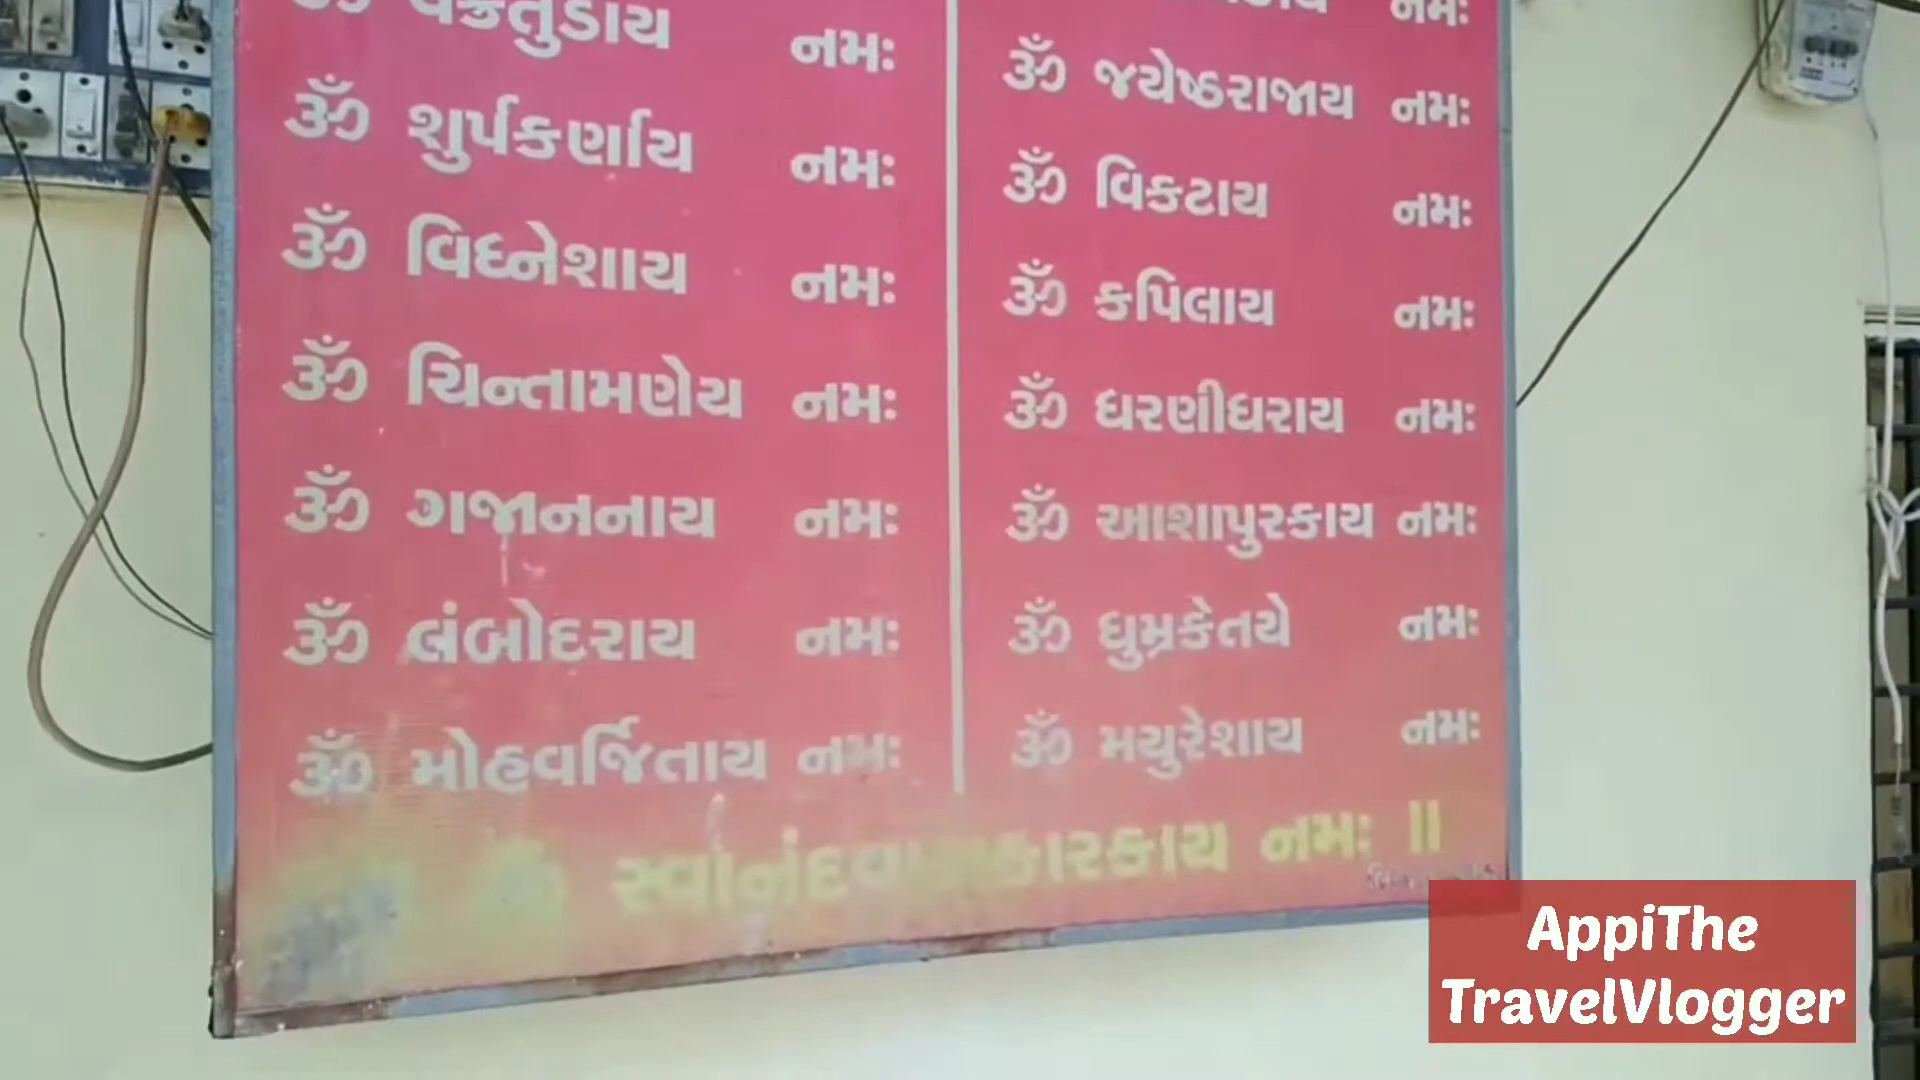 ૐ વક્રતુડાય નમઃ
ૐ શુર્પકર્ણાય નમઃ
ૐ વિધ્નેશાય નમઃ
ૐ ચિન્તામણેય નમઃ
ૐ ગજાનનાય નમઃ
ૐ લંબોદરાય નમઃ
ૐ મોહવર્જિતાય નમઃ
નમઃ
ૐ જયેષ્ઠરાજાય નમઃ
ૐ વિકટાય નમઃ
ૐ કપિલાય નમઃ
ૐ ધરણીધરાય નમઃ
ૐ આશાપુરકાય નમઃ
ૐ ધુમ્રકેતયે નમઃ
ૐ મયુરેશાય નમઃ
ૐ નમઃ ॥
AppiThe
TravelVlogger